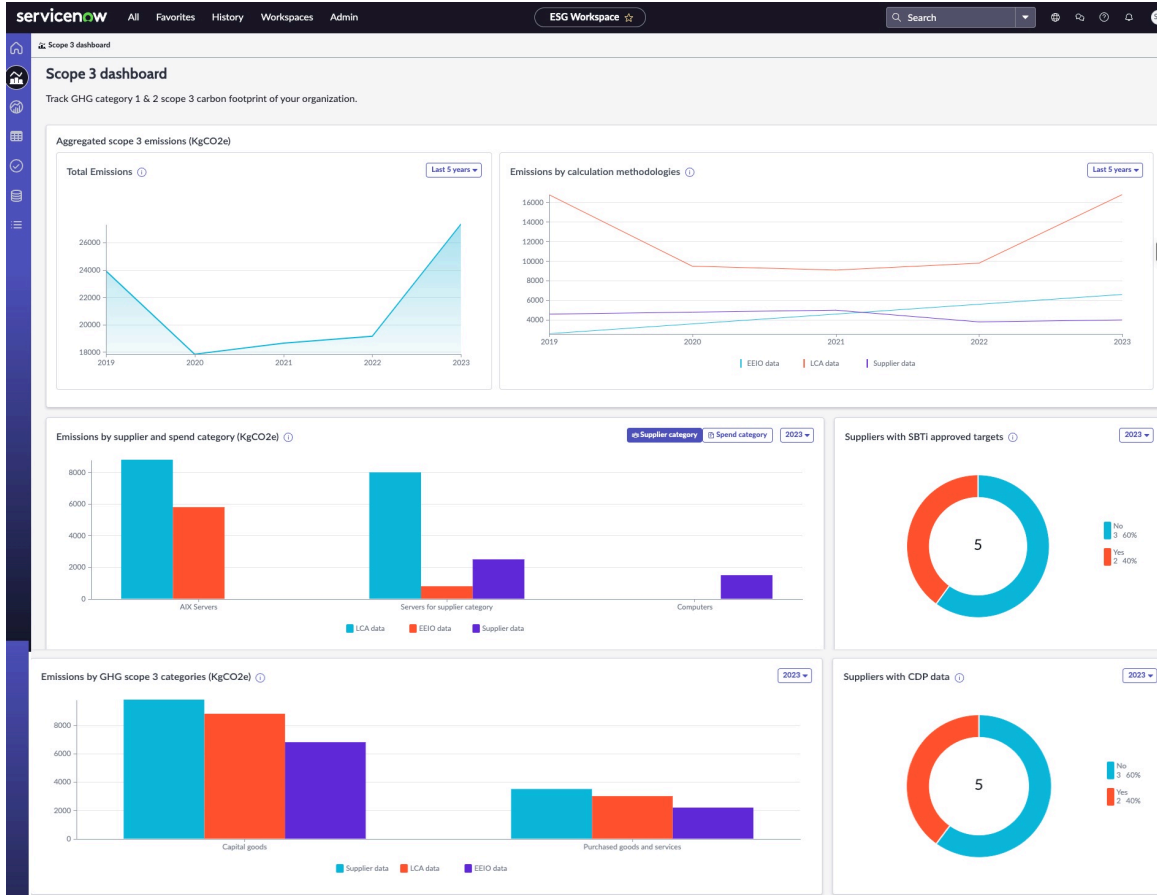 servicenow All Favorites History Workspaces Admin ESG Workspace Search
Scope 3 dashboard
Scope 3 dashboard
Track GHG category 1 & 2 scope 3 carbon footprint of your organization.
Aggregated scope 3 emissions (KgCO2e)
Total Emissions Last 5 years
26000
24000
22000
20000
18000
2019 2020 2021 2022 2023
Emissions by calculation methodologies Last 5 years
16000
14000
12000
10000
8000
6000
4000
2019 2020 2021 2022 2023
EEIO data LCA data Supplier data
Emissions by supplier and spend category (KgCO2e) Supplier category Spend category 2023
8000
6000
4000
2000
0
AIX Servers Servers for supplier category Computers
LCA data EEIO data Supplier data
Suppliers with SBTi approved targets 2023
5
No
3 60%
Yes
2 40%
Emissions by GHG scope 3 categories (KgCO2e) 2023
8000
6000
4000
2000
0
Capital goods Purchased goods and services
Supplier data LCA data EEIO data
Suppliers with CDP data 2023
5
No
3 60%
Yes
2 40%